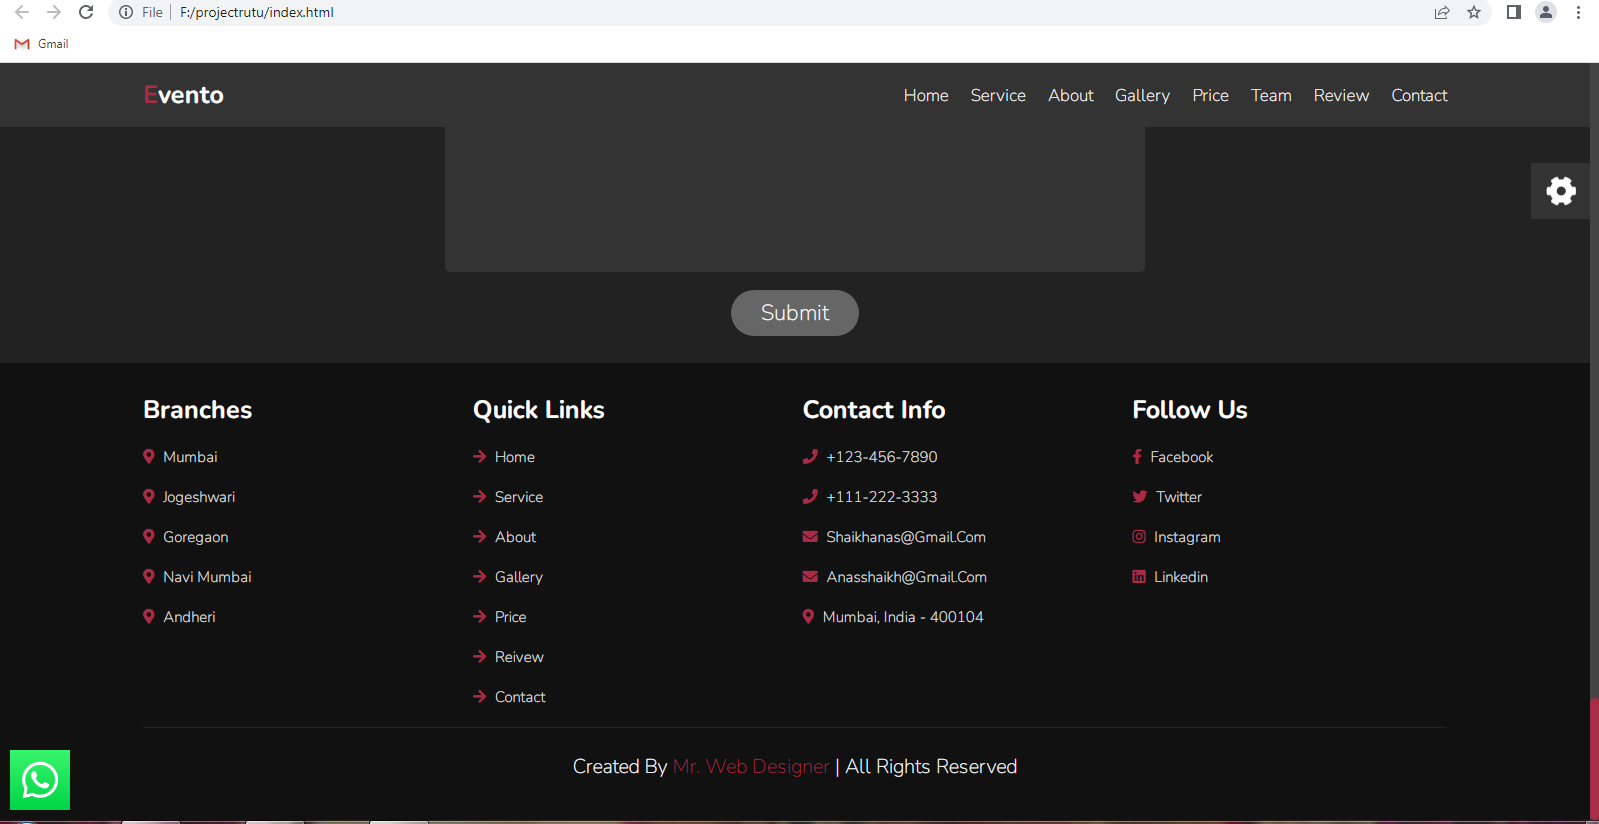 File | F:/projectrutu/index.html
Gmail
Evento
Home Service About Gallery Price Team Review Contact
Submit
Branches
Mumbai
Jogeshwari
Goregaon
Navi Mumbai
Andheri
Quick Links
Home
Service
About
Gallery
Price
Reivew
Contact
Contact Info
+123-456-7890
+111-222-3333
Shaikhanas@Gmail.Com
Anasshaikh@Gmail.Com
Mumbai, India - 400104
Follow Us
Facebook
Twitter
Instagram
Linkedin
Created By Mr. Web Designer | All Rights Reserved